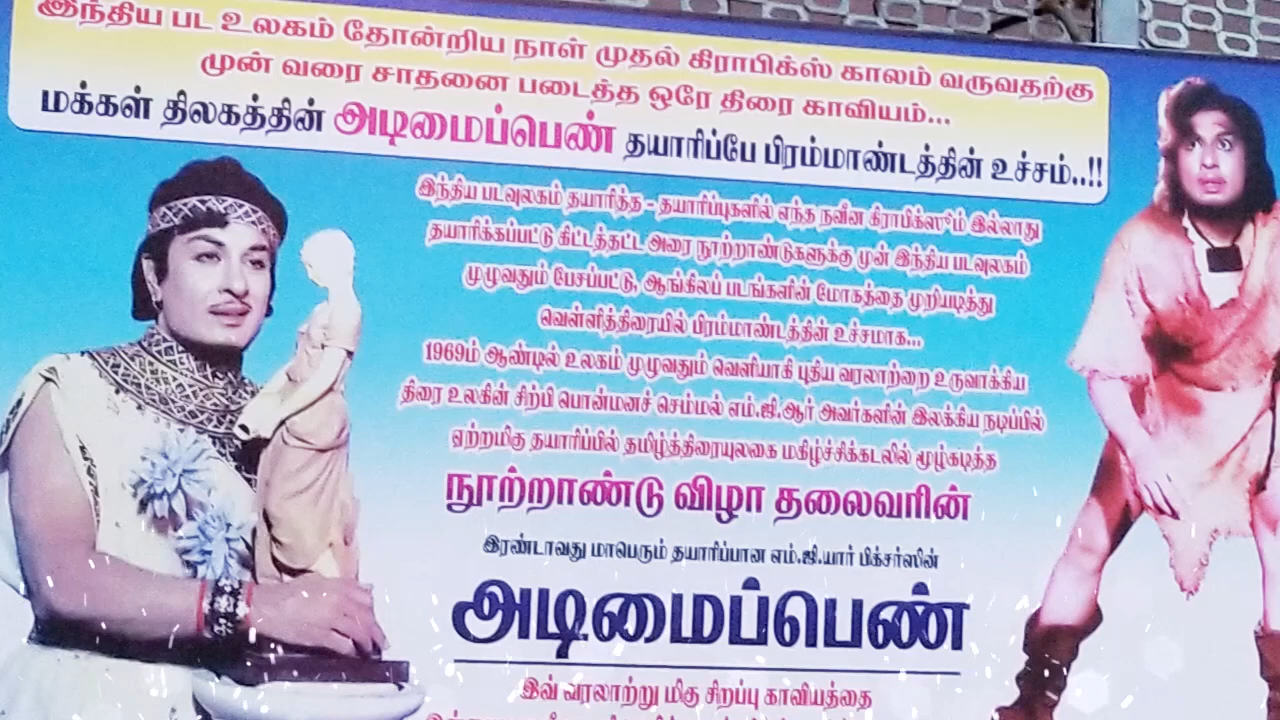 இந்திய பட உலகம் தோன்றிய நாள் முதல் கிராபிக்ஸ் காலம் வருவதற்கு
முன் வரை சாதனை படைத்த ஒரே திரை காவியம்...
மக்கள் திலகத்தின் அடிமைப்பெண் தயாரிப்பே பிரம்மாண்டத்தின் உச்சம்..!!
இந்திய படவுலகம் தயாரித்த - தயாரிப்புகளில் எந்த நவீன கிராபிக்ஸும் இல்லாது
தயாரிக்கப்பட்டு கிட்டத்தட்ட அரை நூற்றாண்டுகளுக்கு முன் இந்திய படவுலகம்
முழுவதும் பேசப்பட்டு, ஆங்கிலப் படங்களின் மோகத்தை முறியடித்து
வெள்ளித்திரையில் பிரம்மாண்டத்தின் உச்சமாக...
1969ம் ஆண்டில் உலகம் முழுவதும் வெளியாகி புதிய வரலாற்றை உருவாக்கிய
திரை உலகின் சிற்பி பொன்மனச் செம்மல் எம்.ஜி.ஆர் அவர்களின் இலக்கிய நடிப்பில்
ஏற்றமிகு தயாரிப்பில் தமிழ்த்திரையுலகை மகிழ்ச்சிக்கடலில் மூழ்கடித்த
நூற்றாண்டு விழா தலைவரின்
இரண்டாவது மாபெரும் தயாரிப்பான எம்.ஜி.யார் பிக்சர்ஸின்
அடிமைப்பெண்
இவ் வரலாற்று மிகு சிறப்பு காவியத்தை